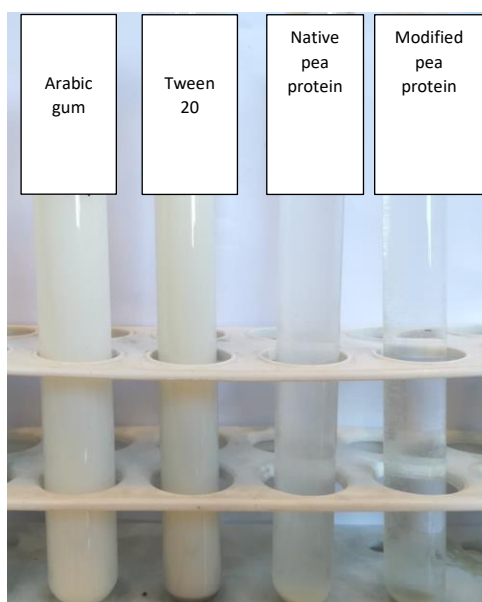 Arabic
gum
Tween
20
Native
pea
protein
Modified
pea
protein